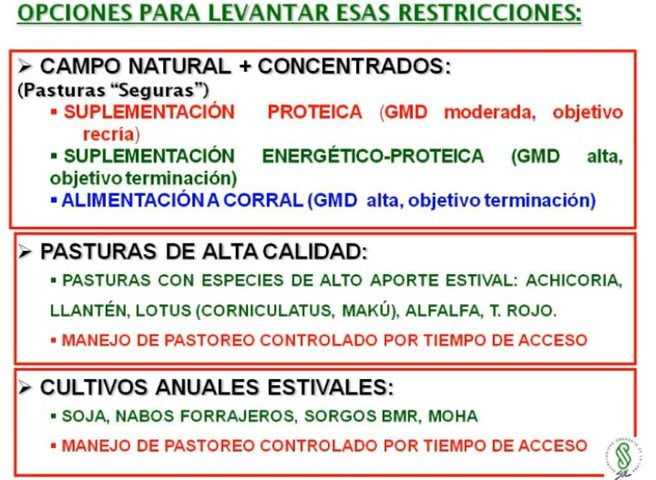 OPCIONES PARA LEVANTAR ESAS RESTRICCIONES:
➢ CAMPO NATURAL + CONCENTRADOS:
(Pasturas “Seguras”)
▪ SUPLEMENTACIÓN PROTEICA (GMD moderada, objetivo
recría)
▪ SUPLEMENTACIÓN ENERGÉTICO-PROTEICA (GMD alta,
objetivo terminación)
▪ ALIMENTACIÓN A CORRAL (GMD alta, objetivo terminación)
➢ PASTURAS DE ALTA CALIDAD:
▪ PASTURAS CON ESPECIES DE ALTO APORTE ESTIVAL: ACHICORIA,
LLANTÉN, LOTUS (CORNICULATUS, MAKÚ), ALFALFA, T. ROJO.
▪ MANEJO DE PASTOREO CONTROLADO POR TIEMPO DE ACCESO
➢ CULTIVOS ANUALES ESTIVALES:
▪ SOJA, NABOS FORRAJEROS, SORGOS BMR, MOHA
▪ MANEJO DE PASTOREO CONTROLADO POR TIEMPO DE ACCESO